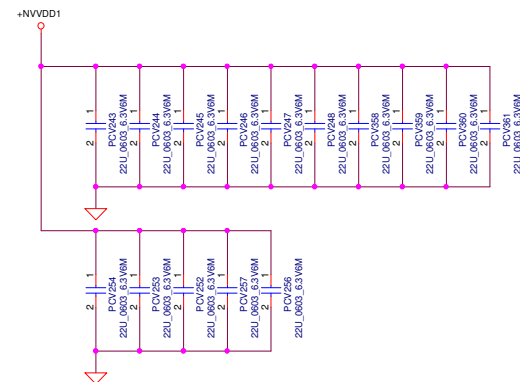 +NVVDD1
1 2 PCV243 22U_0603_6.3V6M
1 2 PCV244 22U_0603_6.3V6M
1 2 PCV245 22U_0603_6.3V6M
1 2 PCV246 22U_0603_6.3V6M
1 2 PCV247 22U_0603_6.3V6M
1 2 PCV248 22U_0603_6.3V6M
1 2 PCV358 22U_0603_6.3V6M
1 2 PCV359 22U_0603_6.3V6M
1 2 PCV360 22U_0603_6.3V6M
1 2 PCV361 22U_0603_6.3V6M
1 2 PCV254 22U_0603_6.3V6M
1 2 PCV253 22U_0603_6.3V6M
1 2 PCV252 22U_0603_6.3V6M
1 2 PCV257 22U_0603_6.3V6M
1 2 PCV256 22U_0603_6.3V6M